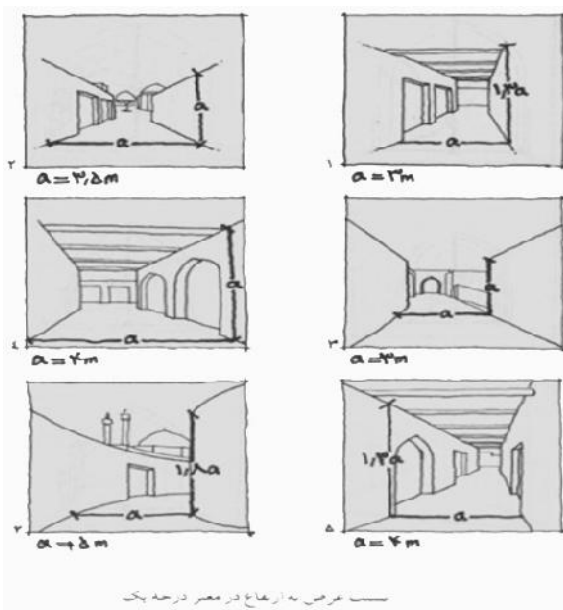 ۱,۳a
a
۱
a=۳m
a
a
۲
a=۳,۵m
a
a
۳
a=۳m
a
a
۴
a=۴m
۱,۳a
a
۵
a=۴m
۱,۸a
a
a→۵m
نسبت عرض به ارتفاع در معبر درجه یک